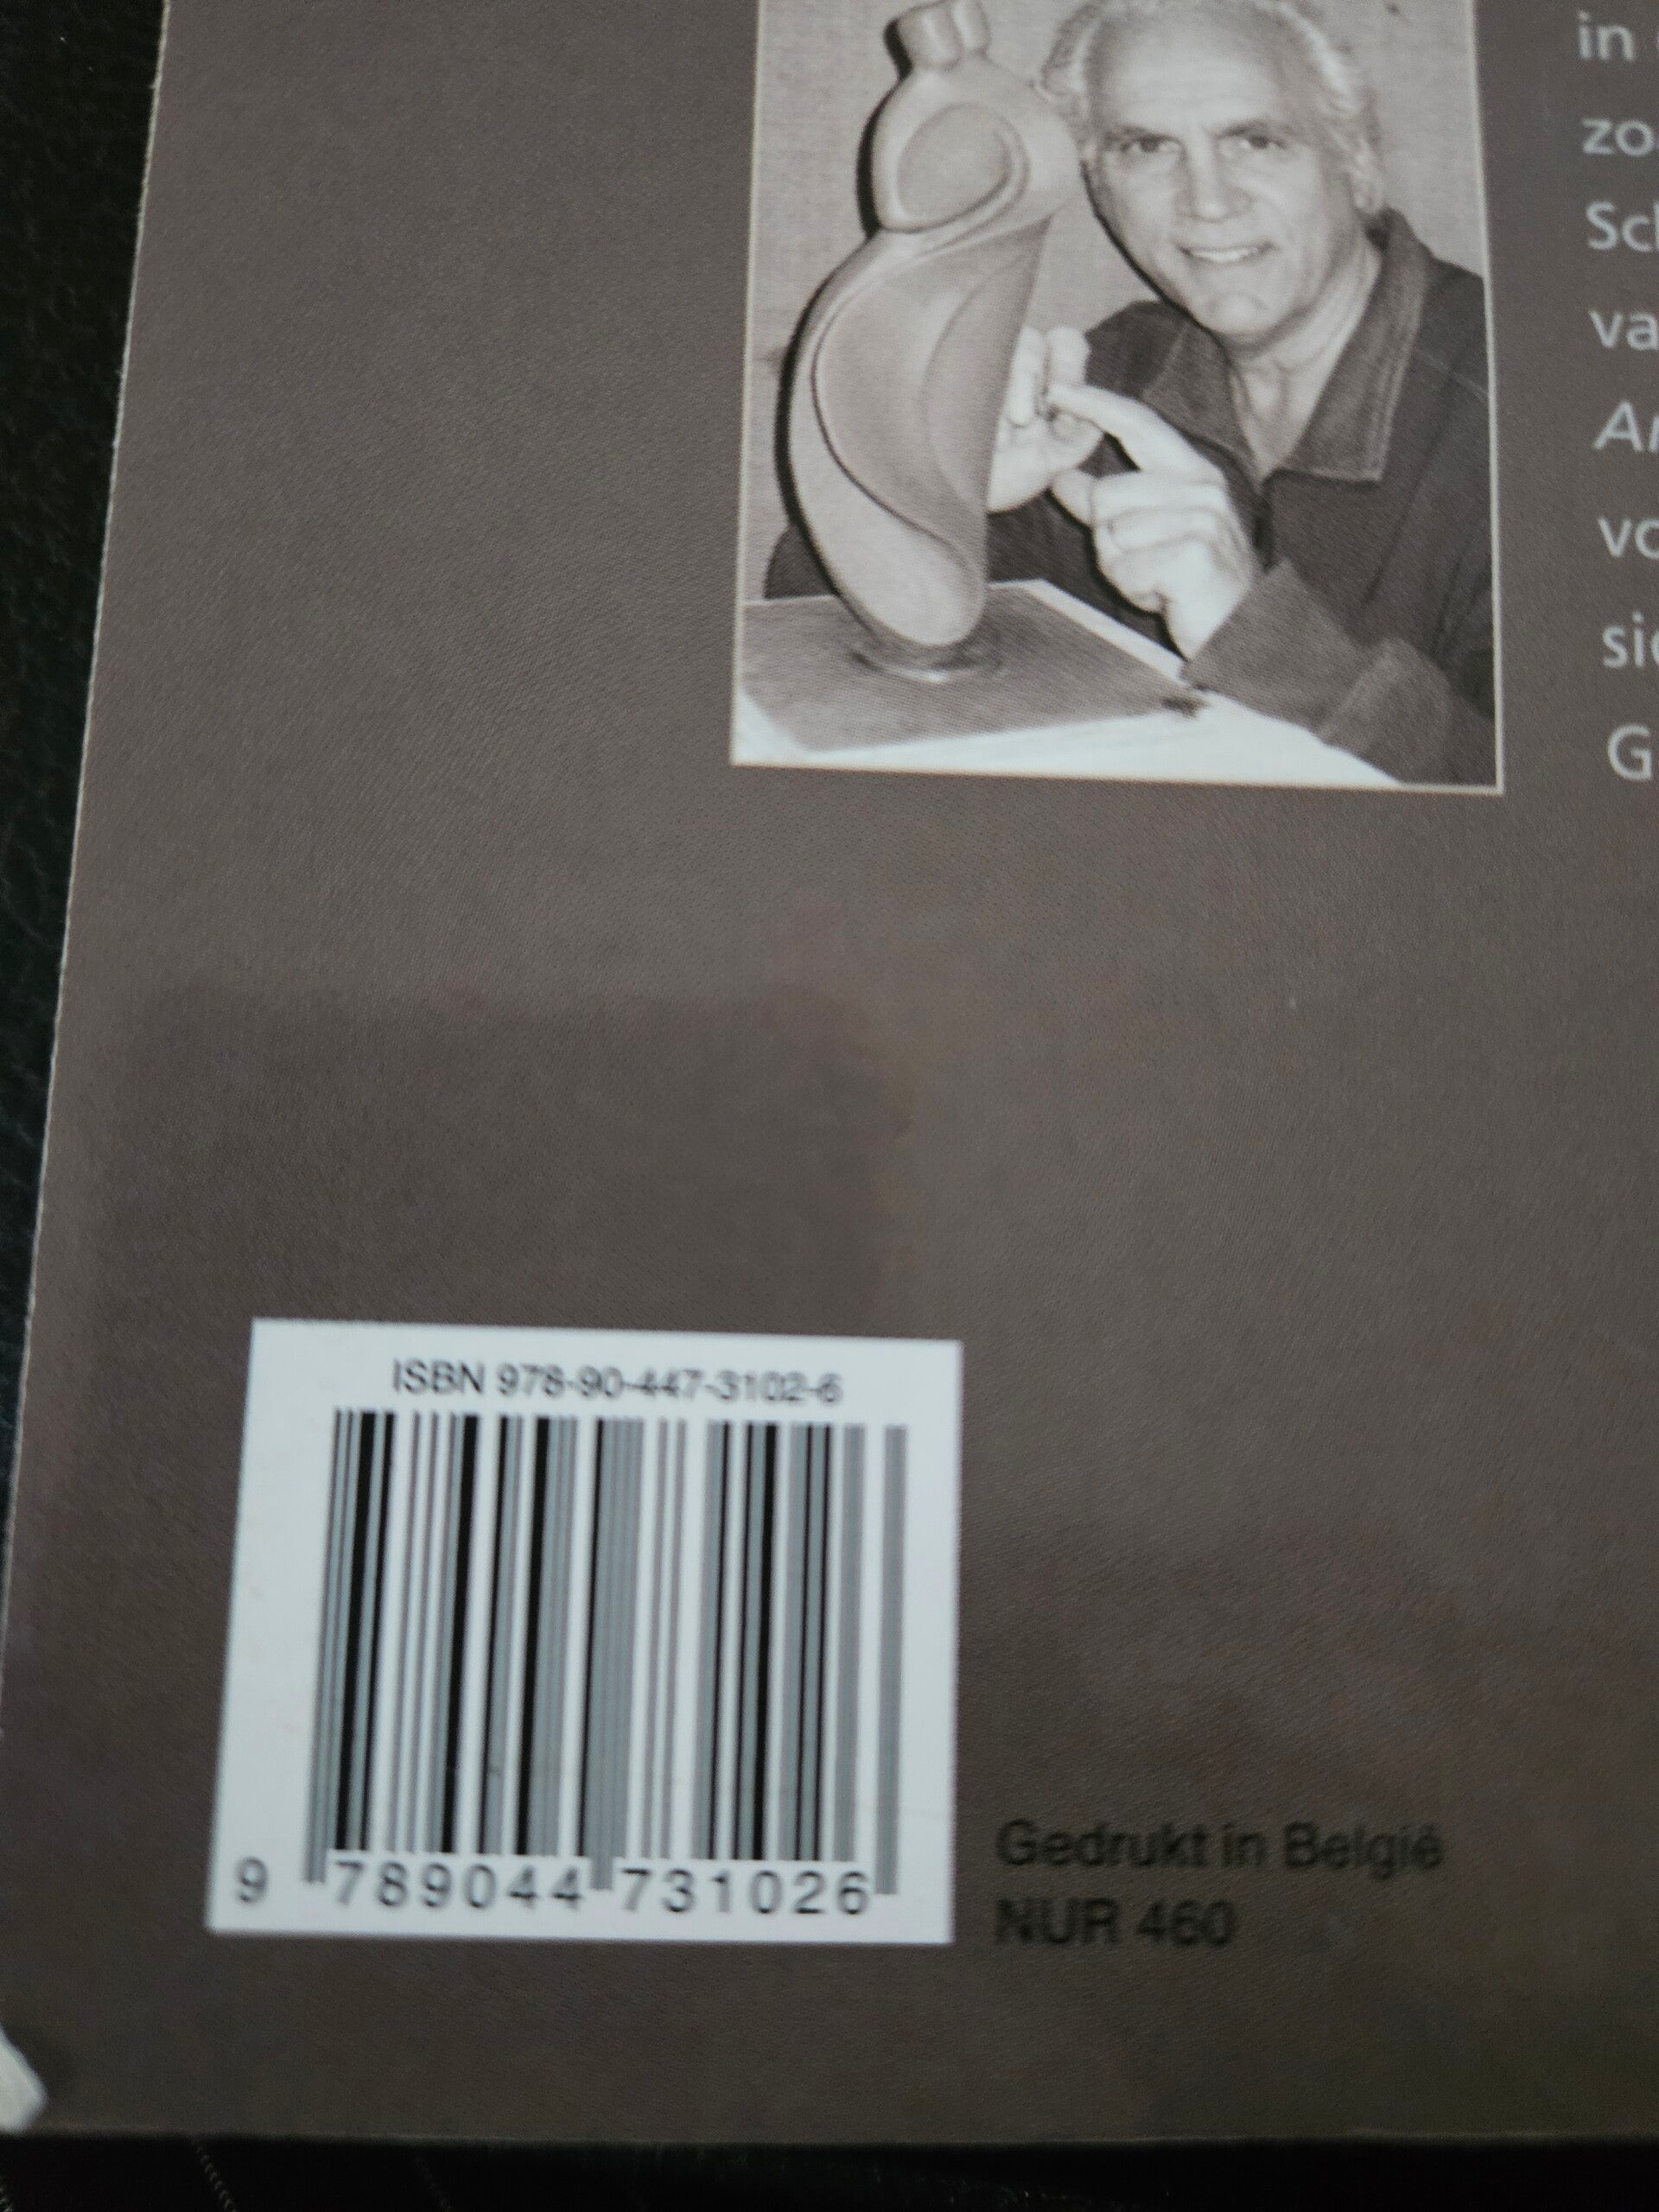 in
zo
Sc
va
A
vo
si
G
ISBN 978-90-447-3102-6
9 789044 731026
Gedrukt in België
NUR 460